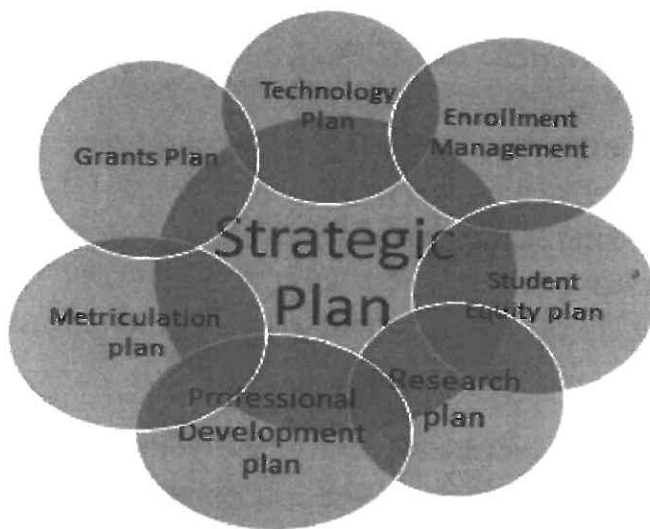 Technology
Plan
Enrollment
Management
Grants Plan
Strategic
Plan
Student
Equity plan
Metriculation
plan
Research
plan
Professional
Development
plan